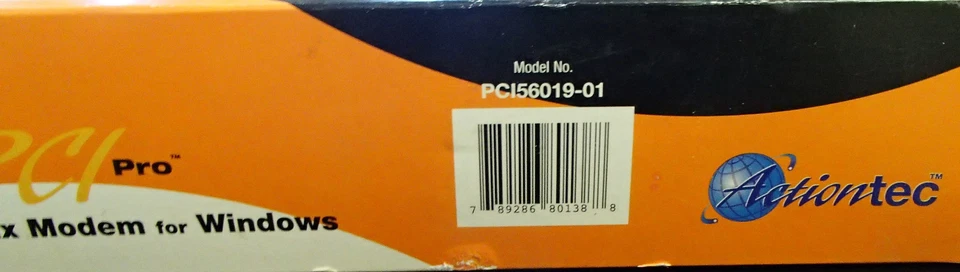 Model No.
PCI56019-01
PCI Pro™
x Modem for Windows
7 89286 80138 8
Actiontec™